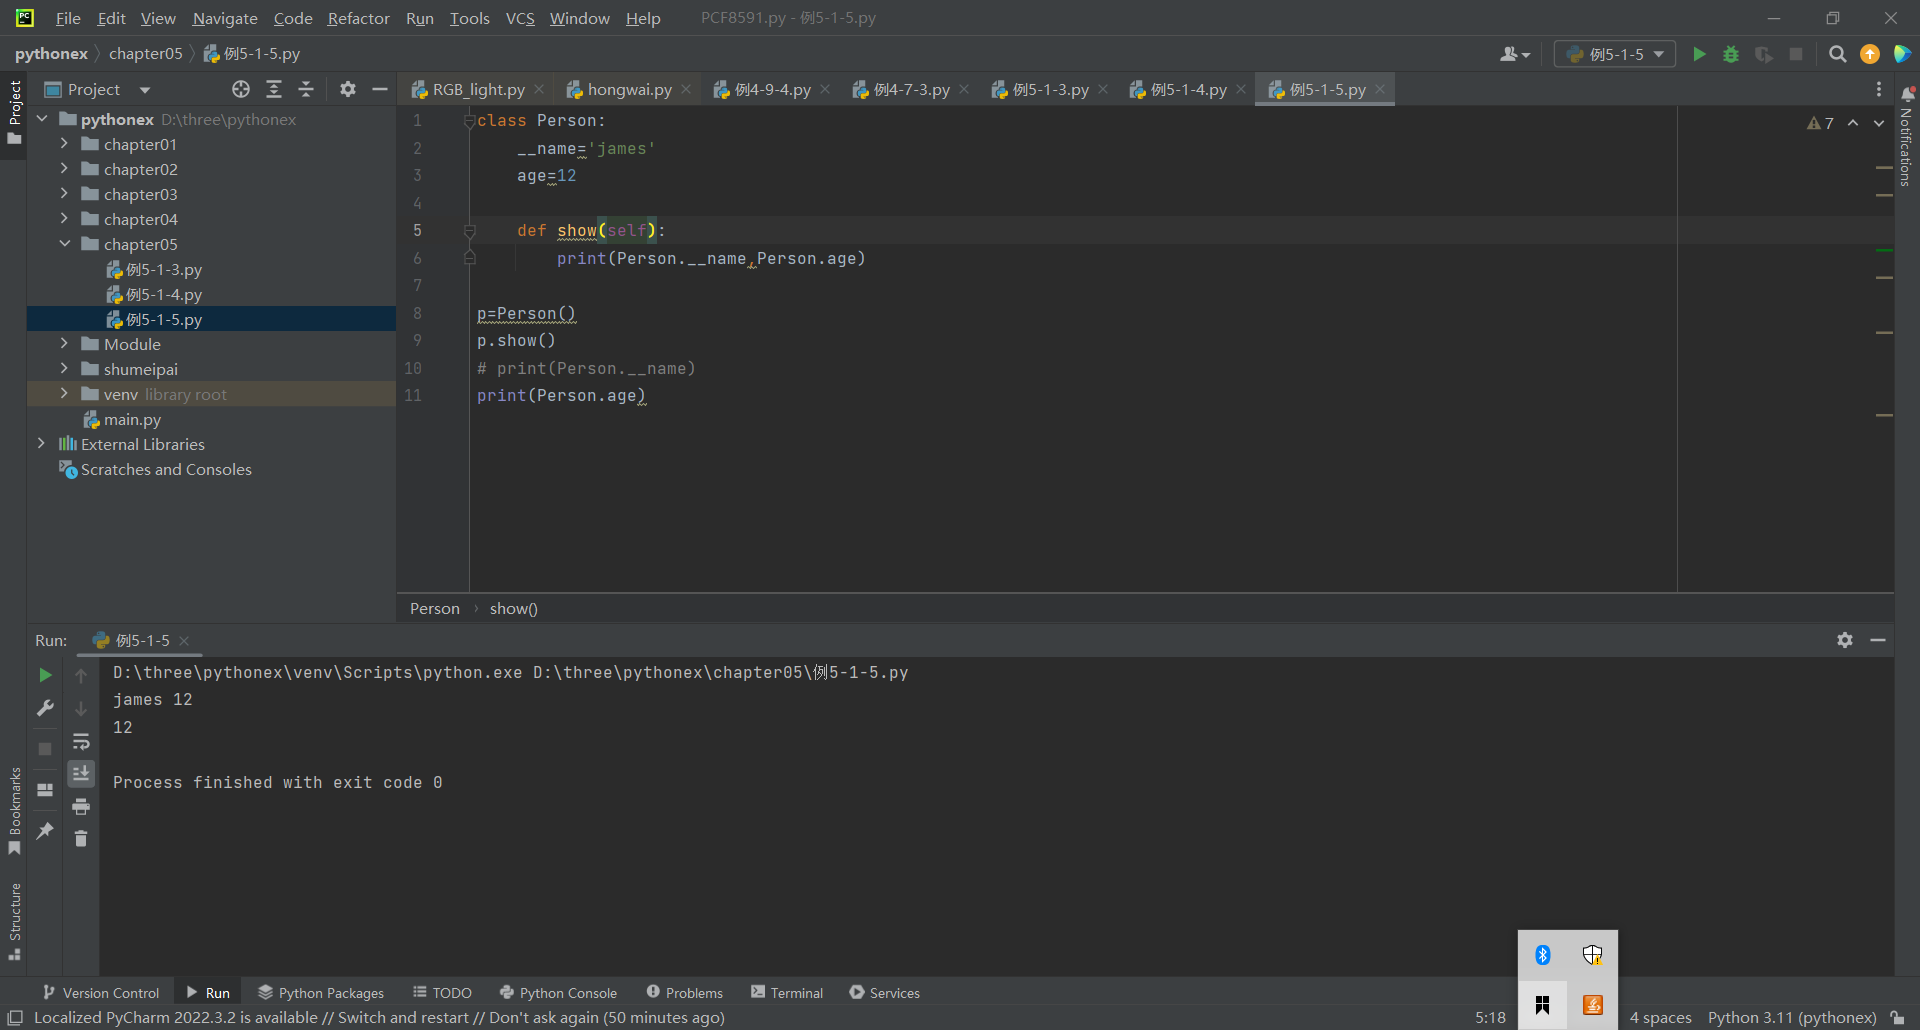 PC File Edit View Navigate Code Refactor Run Tools VCS Window Help PCF8591.py - 例5-1-5.py
pythonex chapter05 例5-1-5.py 例5-1-5
Project RGB_light.py hongwai.py 例4-9-4.py 例4-7-3.py 例5-1-3.py 例5-1-4.py 例5-1-5.py
Project
Notifications
pythonex D:\three\pythonex
chapter01
chapter02
chapter03
chapter04
chapter05
例5-1-3.py
例5-1-4.py
例5-1-5.py
Module
shumeipai
venv library root
main.py
External Libraries
Scratches and Consoles
7
1 class Person:
2 __name='james'
3 age=12
4
5 def show(self):
6 print(Person.__name,Person.age)
7
8 p=Person()
9 p.show()
10 # print(Person.__name)
11 print(Person.age)
Person show()
Run: 例5-1-5
D:\three\pythonex\venv\Scripts\python.exe D:\three\pythonex\chapter05\例5-1-5.py
james 12
12
Process finished with exit code 0
Bookmarks
Structure
Version Control Run Python Packages TODO Python Console Problems Terminal Services
Localized PyCharm 2022.3.2 is available // Switch and restart // Don't ask again (50 minutes ago) 5:18 4 spaces Python 3.11 (pythonex)